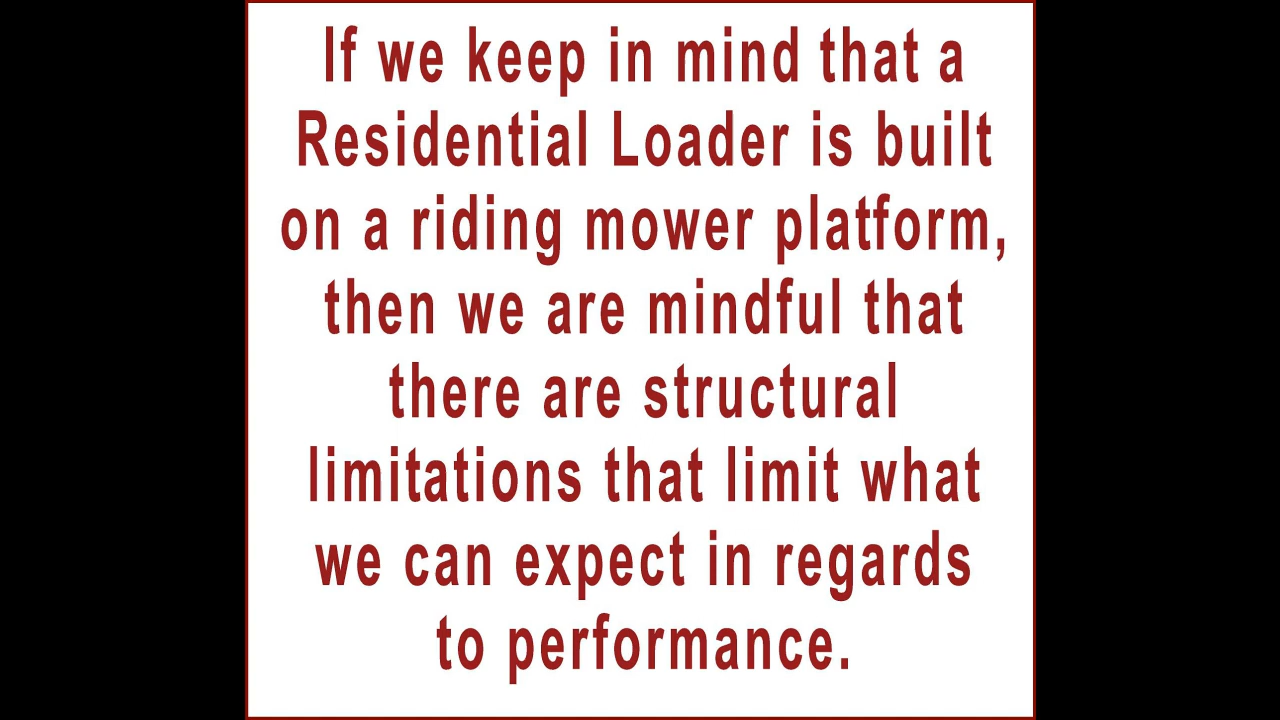 If we keep in mind that a
Residential Loader is built
on a riding mower platform,
then we are mindful that
there are structural
limitations that limit what
we can expect in regards
to performance.